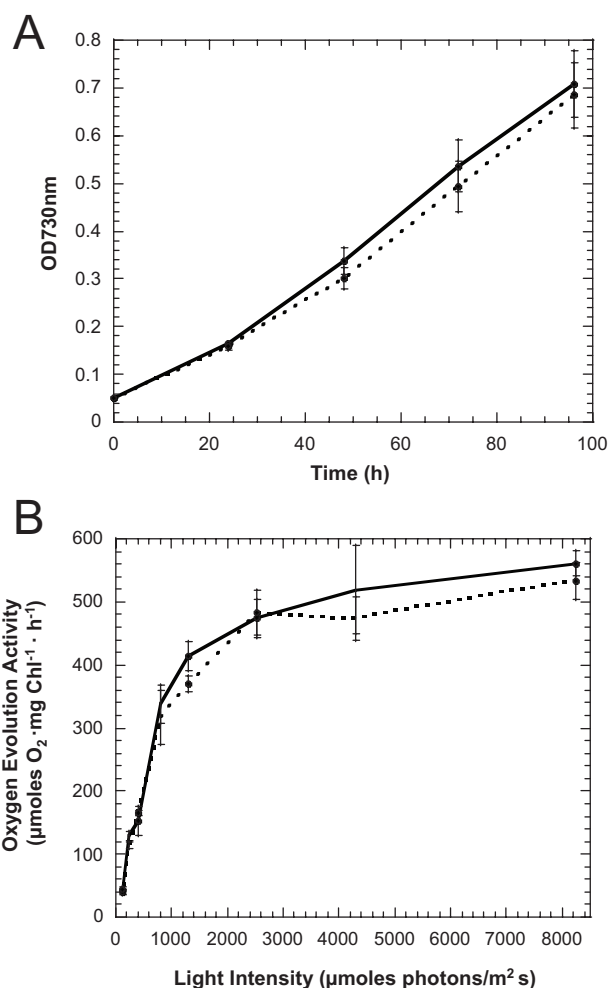 A
0.8
0.7
0.6
0.5
0.4
0.3
0.2
0.1
0
OD730nm
0 20 40 60 80 100
Time (h)
B
600
500
400
300
200
100
0
Oxygen Evolution Activity
(µmoles O₂ ·mg Chl⁻¹ · h⁻¹)
0 1000 2000 3000 4000 5000 6000 7000 8000
Light Intensity (µmoles photons/m² s)